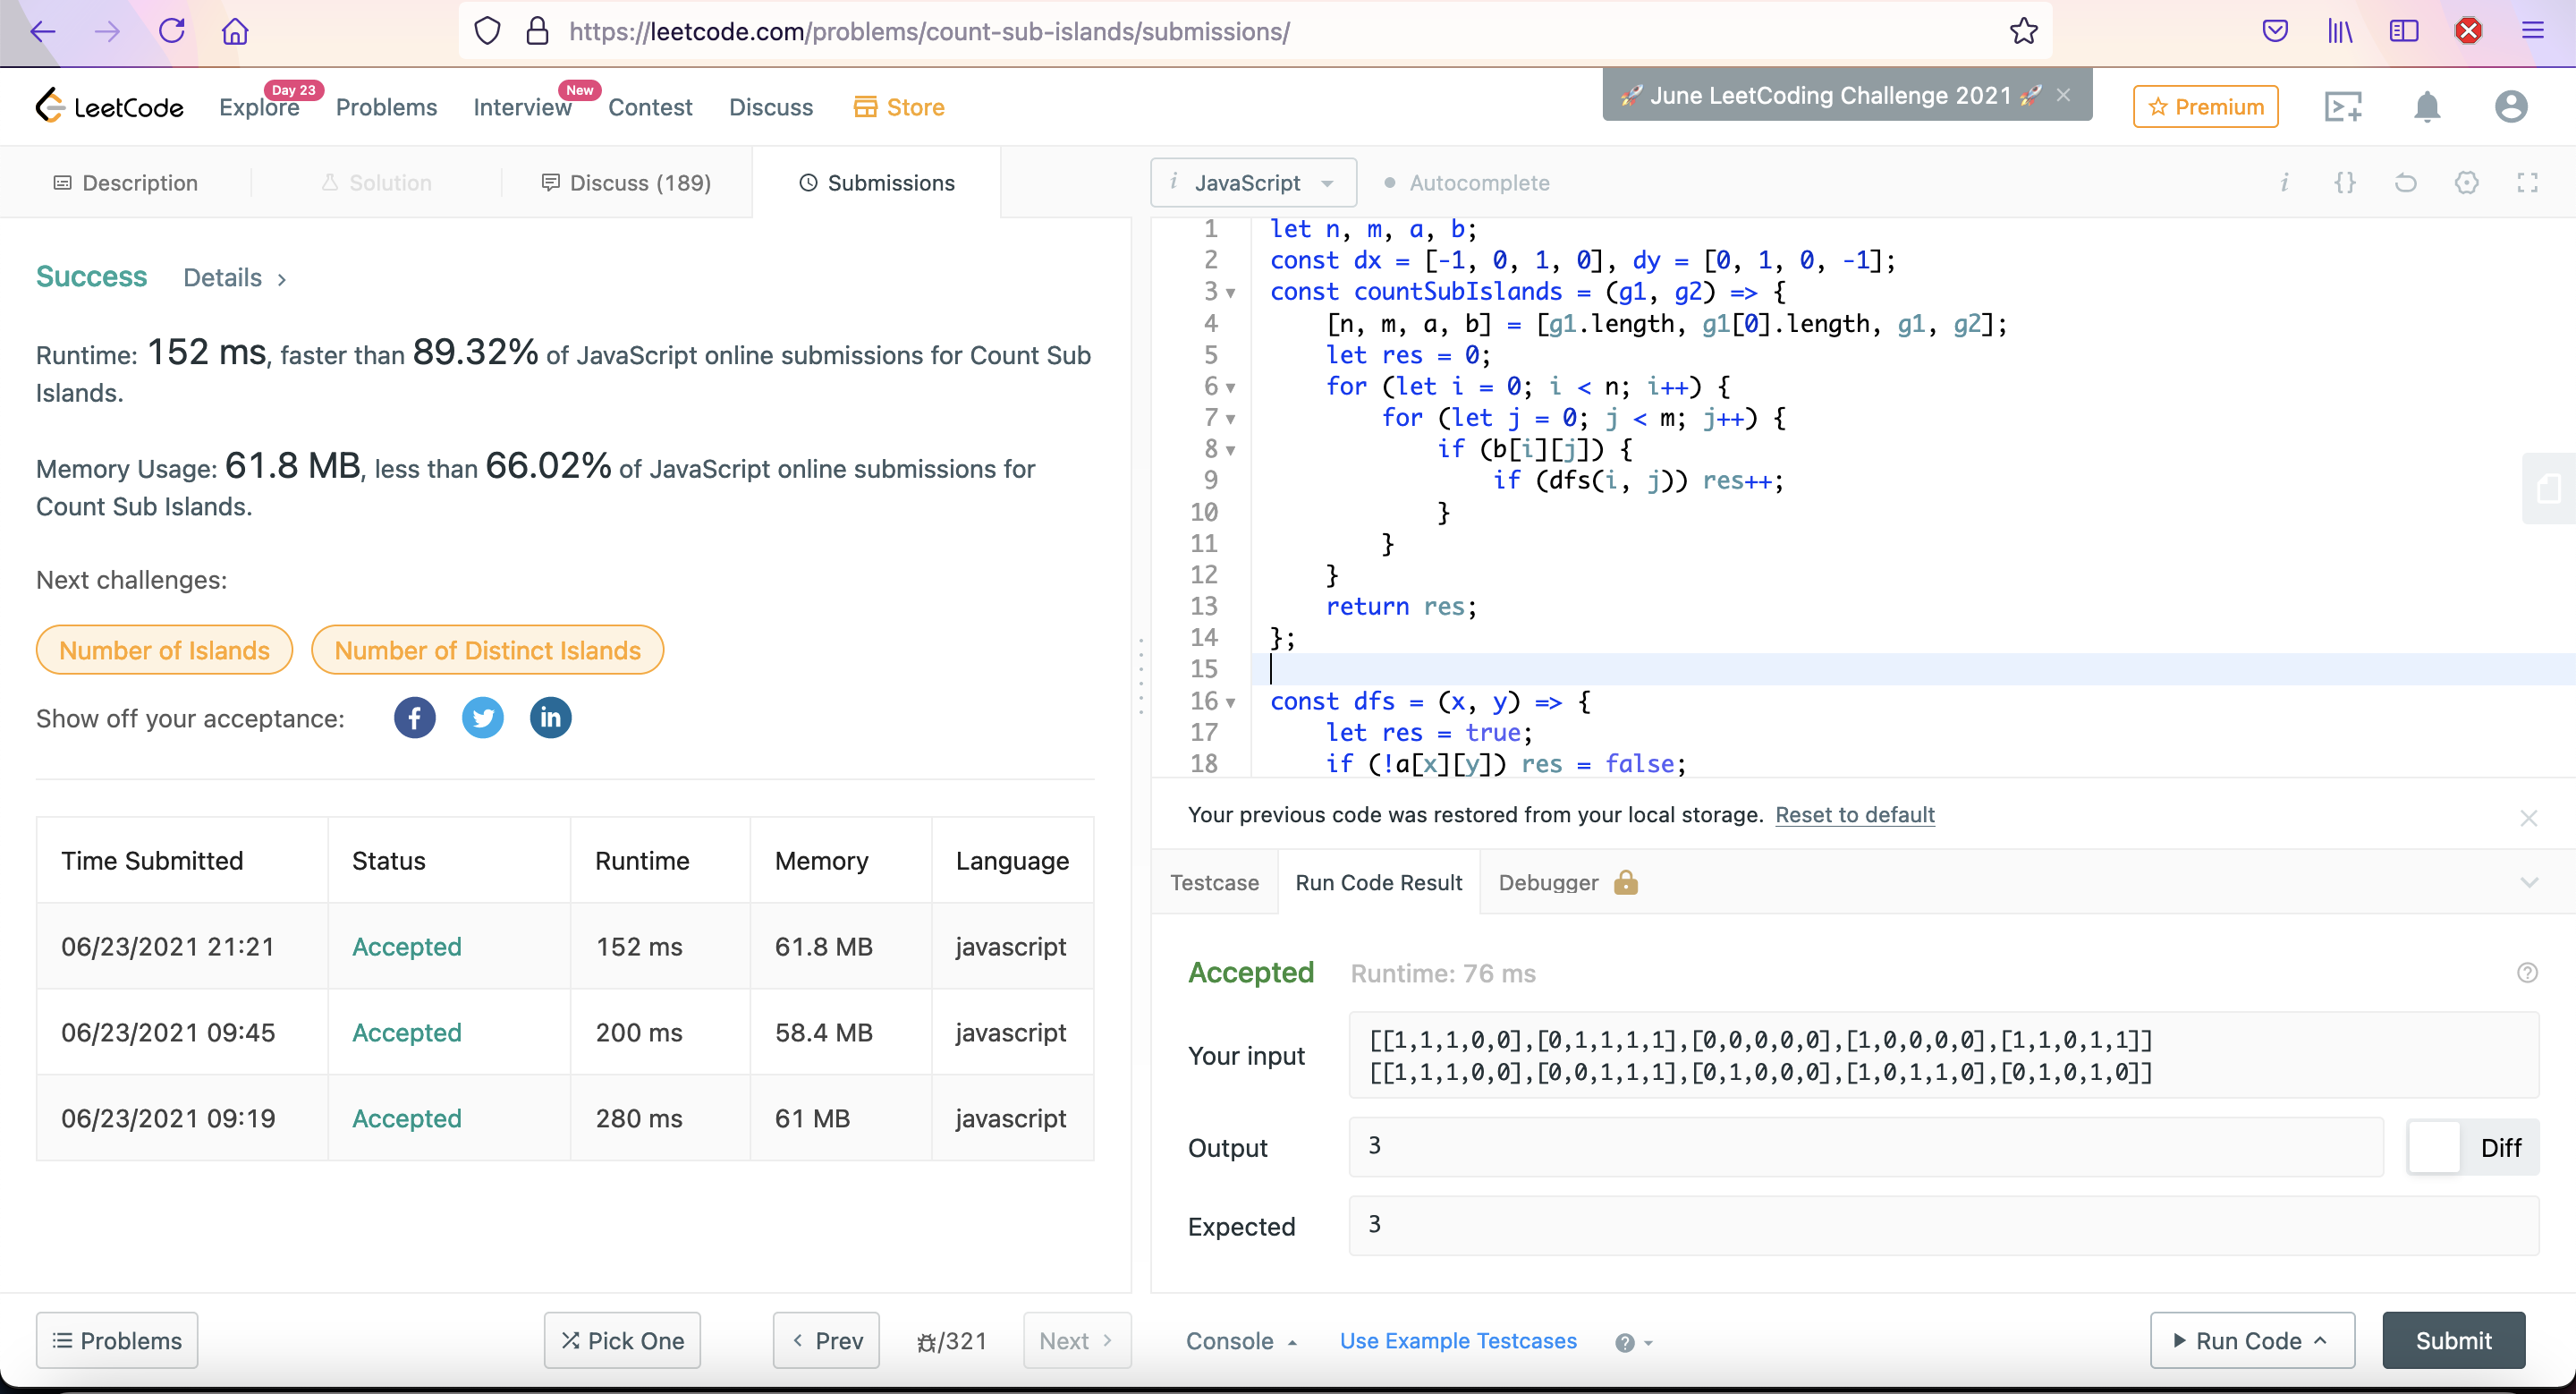 https://leetcode.com/problems/count-sub-islands/submissions/
LeetCode Explore Day 23 Problems Interview New Contest Discuss Store 🚀 June LeetCoding Challenge 2021 🚀 × Premium
Description Solution Discuss (189) Submissions
Success Details >
Runtime: 152 ms, faster than 89.32% of JavaScript online submissions for Count Sub
Islands.
Memory Usage: 61.8 MB, less than 66.02% of JavaScript online submissions for
Count Sub Islands.
Next challenges:
Number of Islands Number of Distinct Islands
Show off your acceptance:
Time Submitted Status Runtime Memory Language
06/23/2021 21:21 Accepted 152 ms 61.8 MB javascript
06/23/2021 09:45 Accepted 200 ms 58.4 MB javascript
06/23/2021 09:19 Accepted 280 ms 61 MB javascript
Problems Pick One < Prev /321 Next >
i JavaScript Autocomplete i {}
1 let n, m, a, b;
2 const dx = [-1, 0, 1, 0], dy = [0, 1, 0, -1];
3 const countSubIslands = (g1, g2) => {
4 [n, m, a, b] = [g1.length, g1[0].length, g1, g2];
5 let res = 0;
6 for (let i = 0; i < n; i++) {
7 for (let j = 0; j < m; j++) {
8 if (b[i][j]) {
9 if (dfs(i, j)) res++;
10 }
11 }
12 }
13 return res;
14 };
15
16 const dfs = (x, y) => {
17 let res = true;
18 if (!a[x][y]) res = false;
Your previous code was restored from your local storage. Reset to default
Testcase Run Code Result Debugger
Accepted Runtime: 76 ms
Your input
[[1,1,1,0,0],[0,1,1,1,1],[0,0,0,0,0],[1,0,0,0,0],[1,1,0,1,1]]
[[1,1,1,0,0],[0,0,1,1,1],[0,1,0,0,0],[1,0,1,1,0],[0,1,0,1,0]]
Output 3 Diff
Expected 3
Console Use Example Testcases ? Run Code Submit